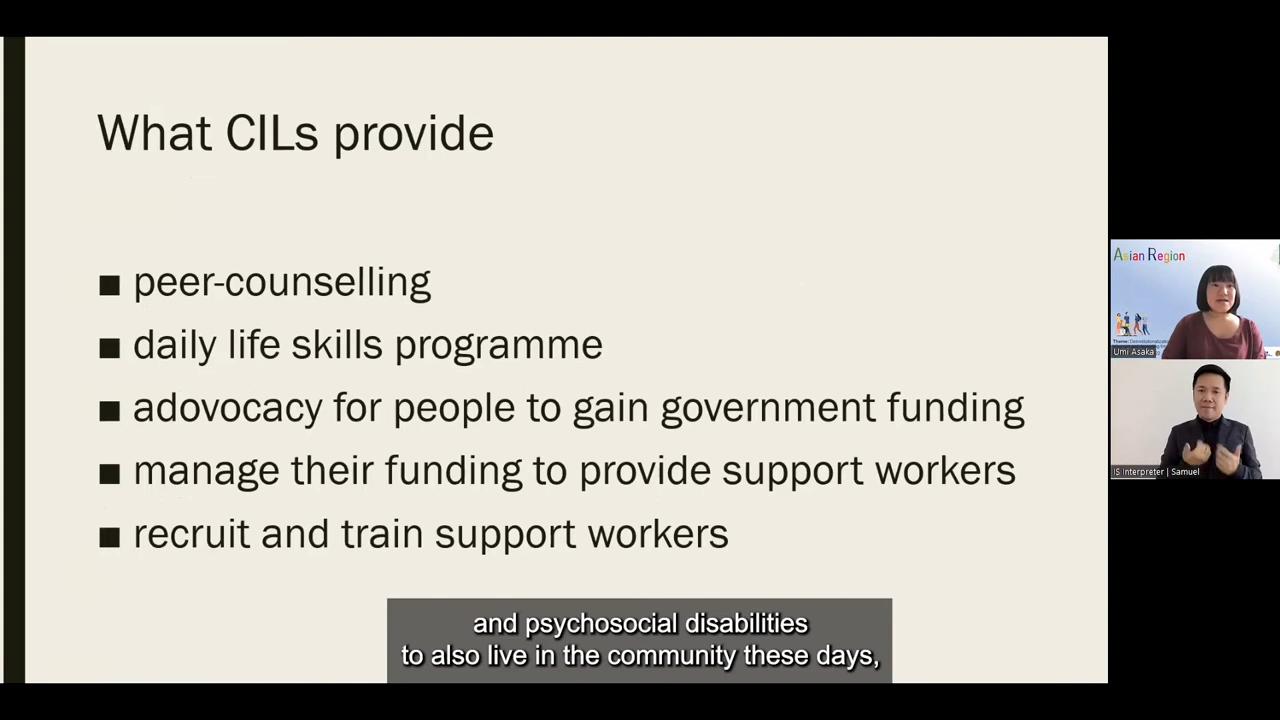 What CILs provide
■ peer-counselling
■ daily life skills programme
■ adovocacy for people to gain government funding
■ manage their funding to provide support workers
■ recruit and train support workers
and psychosocial disabilities
to also live in the community these days,
Asian Region
Umi Asaka
IS Interpreter | Samuel